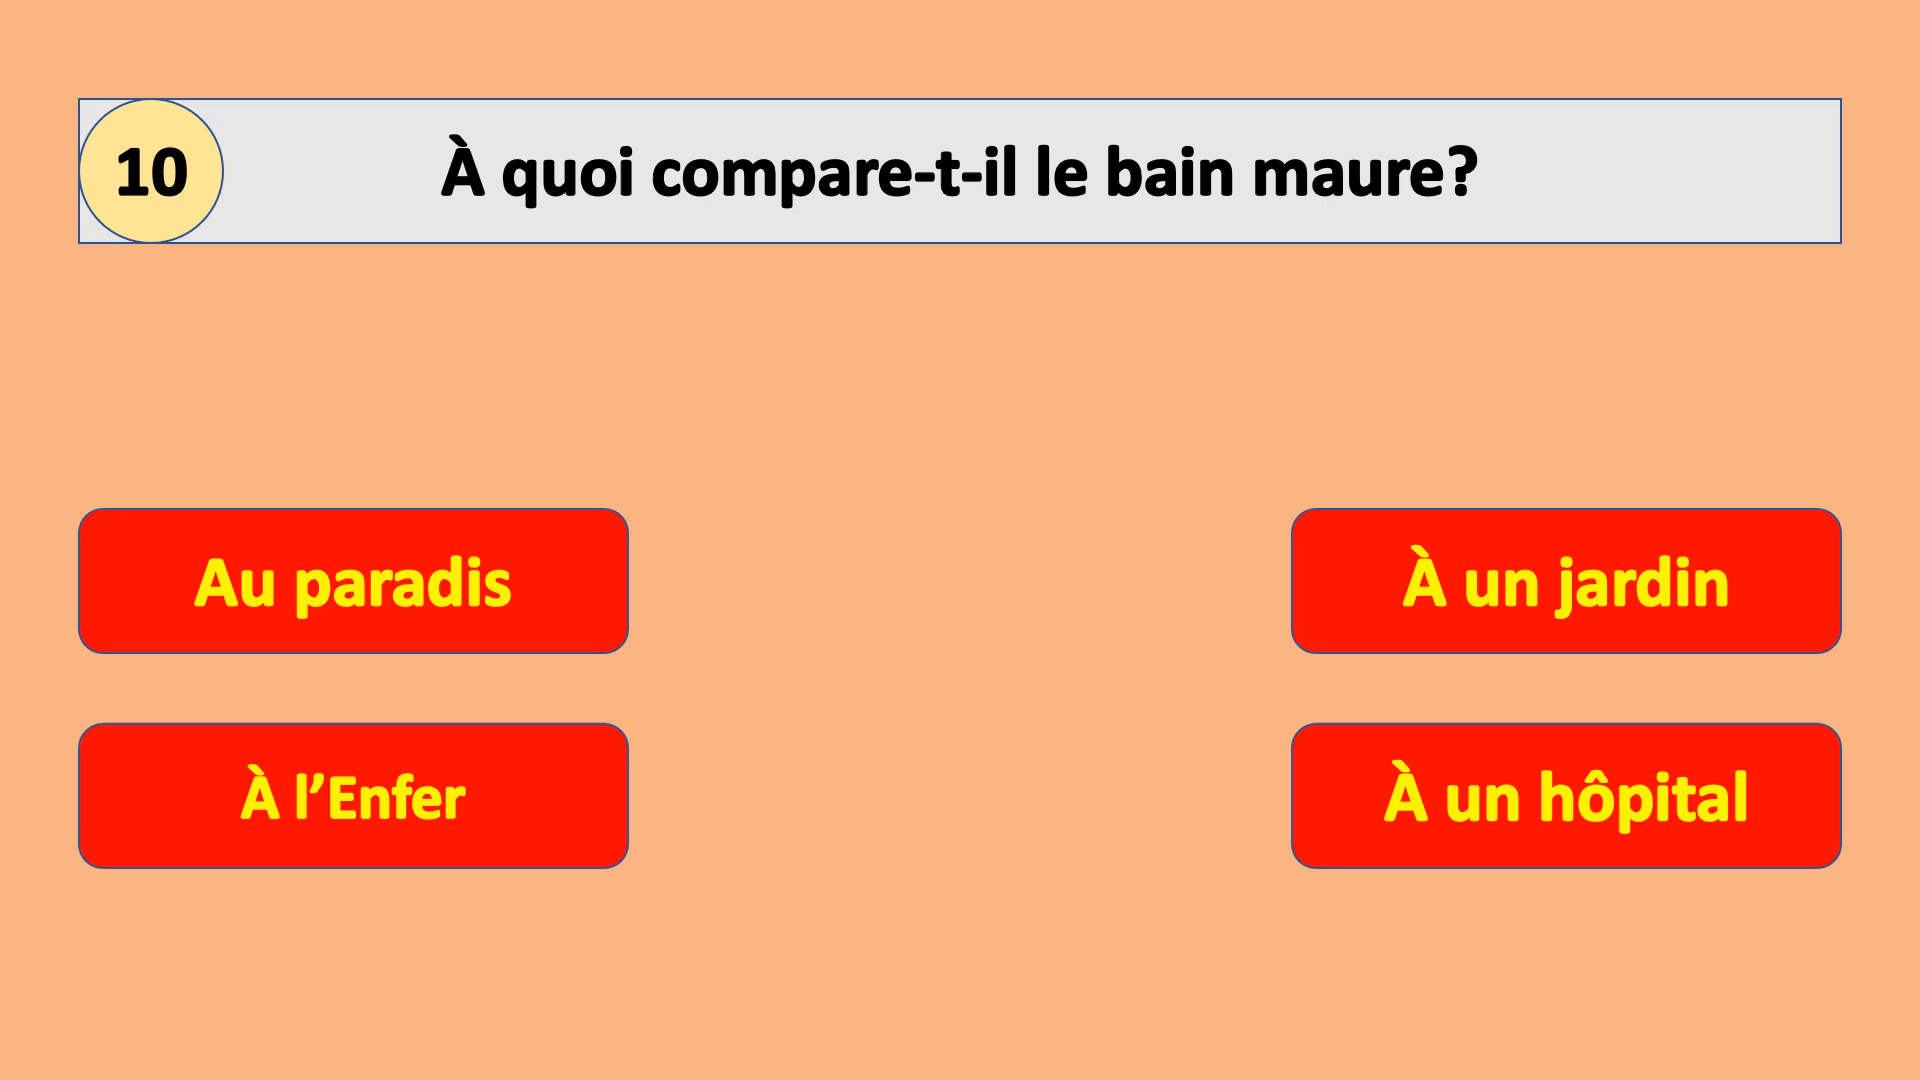 10
À quoi compare-t-il le bain maure?
Au paradis
À un jardin
À l’Enfer
À un hôpital